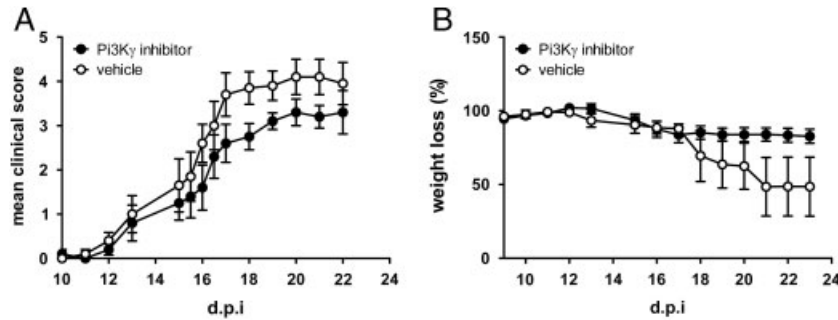 A
Pi3Kγ inhibitor
vehicle
mean clinical score
5
4
3
2
1
0
10 12 14 16 18 20 22 24
d.p.i
B
Pi3Kγ inhibitor
vehicle
weight loss (%)
150
100
50
0
10 12 14 16 18 20 22 24
d.p.i